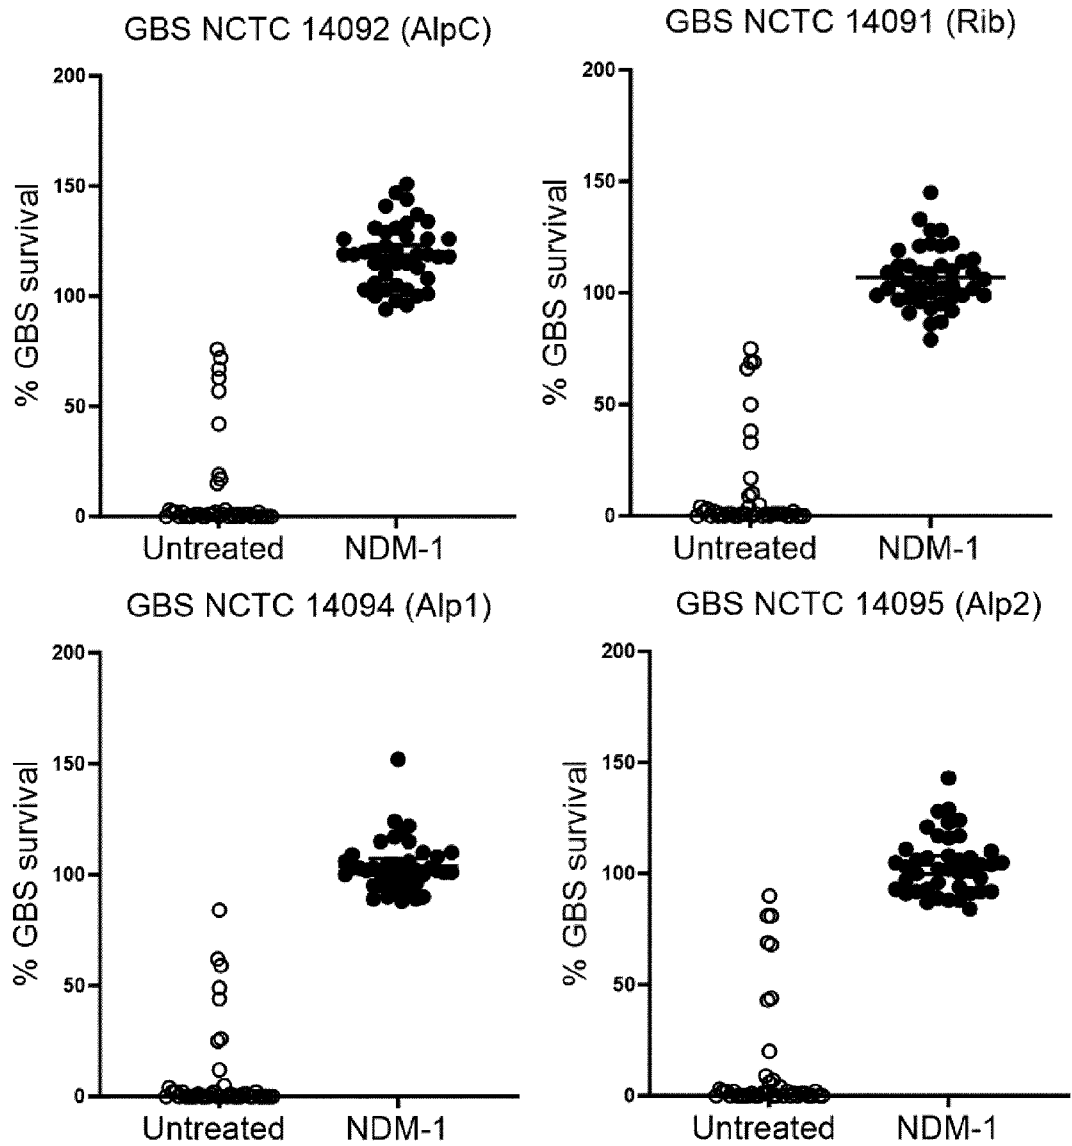 GBS NCTC 14092 (AlpC)
% GBS survival
200
150
100
50
0
Untreated
NDM-1
GBS NCTC 14091 (Rib)
% GBS survival
200
150
100
50
0
Untreated
NDM-1
GBS NCTC 14094 (Alp1)
% GBS survival
200
150
100
50
0
Untreated
NDM-1
GBS NCTC 14095 (Alp2)
% GBS survival
200
150
100
50
0
Untreated
NDM-1